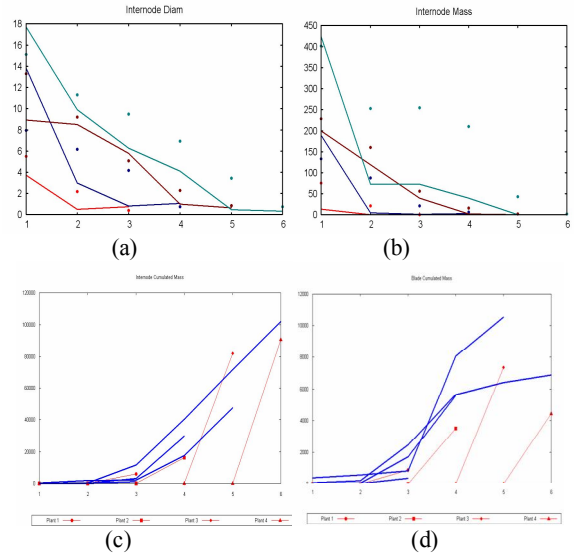 Internode Diam
18
16
14
12
10
8
6
4
2
0
1 2 3 4 5 6
(a)
Internode Mass
450
400
350
300
250
200
150
100
50
0
1 2 3 4 5 6
(b)
Internode Cumulated Mass
120000
100000
80000
60000
40000
20000
0
1 2 3 4 5 6
Plant 1 Plant 2 Plant 3 Plant 4
(c)
Blade Cumulated Mass
12000
10000
8000
6000
4000
2000
0
1 2 3 4 5 6
Plant 1 Plant 2 Plant 3 Plant 4
(d)